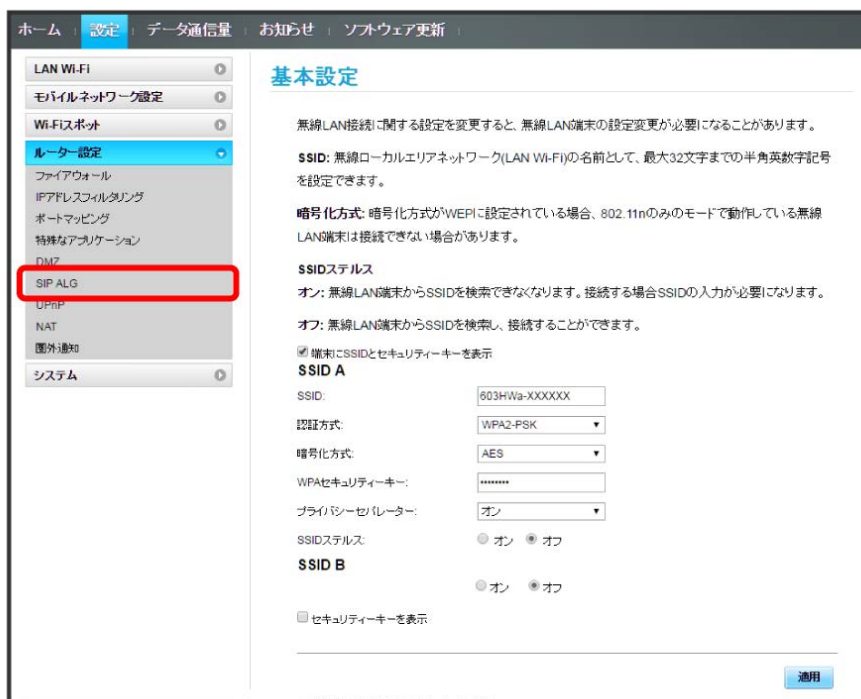 ホーム 設定 データ通信量 お知らせ ソフトウェア更新
LAN Wi-Fi
モバイルネットワーク設定
Wi-Fiスポット
ルーター設定
ファイアウォール
IPアドレスフィルタリング
ポートマッピング
特殊なアプリケーション
DMZ
SIP ALG
UPnP
NAT
圏外通知
システム
基本設定
無線LAN接続に関する設定を変更すると、無線LAN端末の設定変更が必要になることがあります。
SSID: 無線ローカルエリアネットワーク(LAN Wi-Fi)の名前として、最大32文字までの半角英数字記号
を設定できます。
暗号化方式: 暗号化方式がWEPに設定されている場合、802.11nのみのモードで動作している無線
LAN端末は接続できない場合があります。
SSIDステルス
オン: 無線LAN端末からSSIDを検索できなくなります。接続する場合SSIDの入力が必要になります。
オフ: 無線LAN端末からSSIDを検索し、接続することができます。
端末にSSIDとセキュリティーキーを表示
SSID A
SSID: 603HWa-XXXXXX
認証方式: WPA2-PSK
暗号化方式: AES
WPAセキュリティーキー: ••••••••
プライバシーセパレーター: オン
SSIDステルス: オン オフ
SSID B
オン オフ
セキュリティーキーを表示
適用